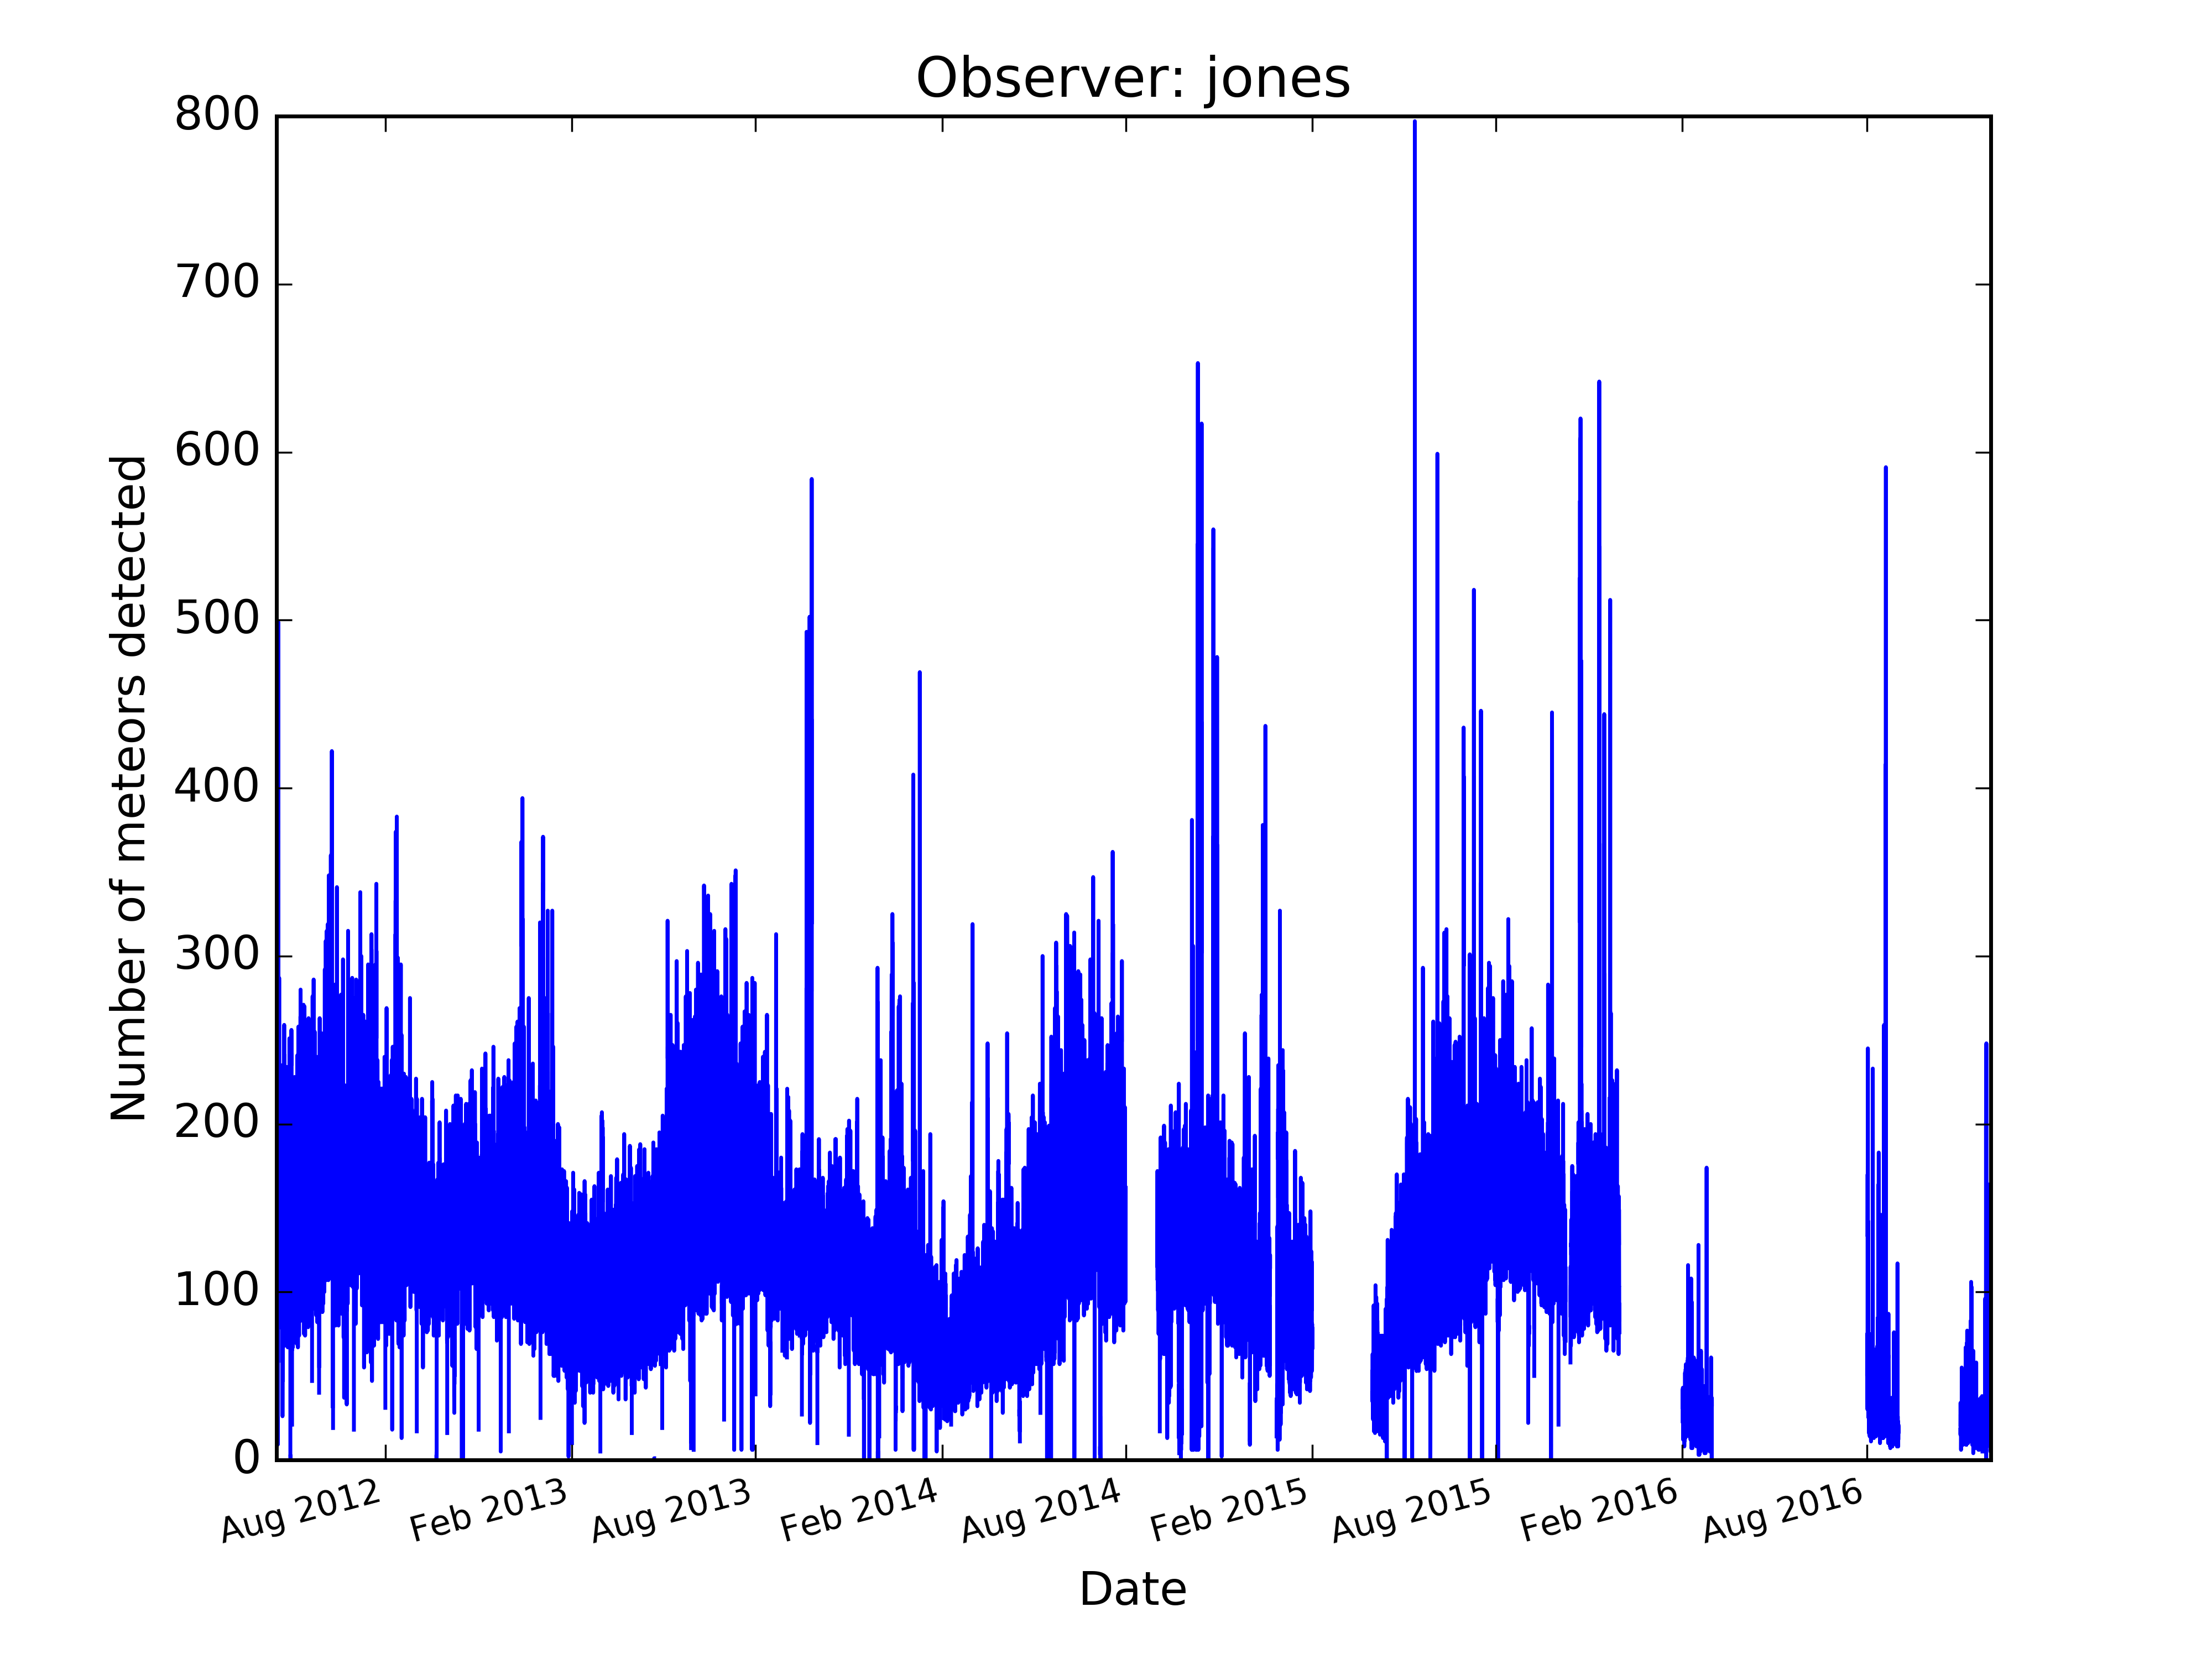 Observer: jones
800
700
600
500
400
300
200
100
0
Number of meteors detected
Aug 2012
Feb 2013
Aug 2013
Feb 2014
Aug 2014
Feb 2015
Aug 2015
Feb 2016
Aug 2016
Date